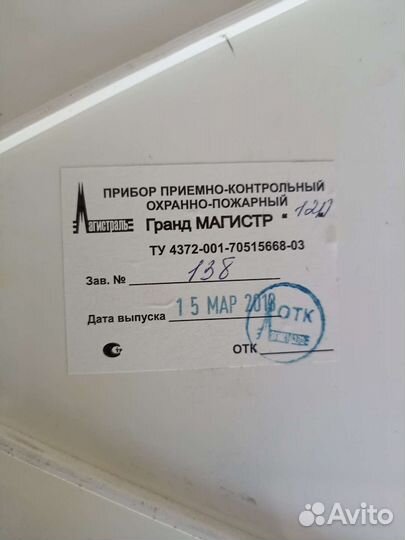 ПРИБОР ПРИЕМНО-КОНТРОЛЬНЫЙ
ОХРАННО-ПОЖАРНЫЙ
Магистраль
Гранд МАГИСТР "
ТУ 4372-001-70515668-03
Зав. № 138
Дата выпуска 15 МАР 2018
ОТК
ОТК
Avito